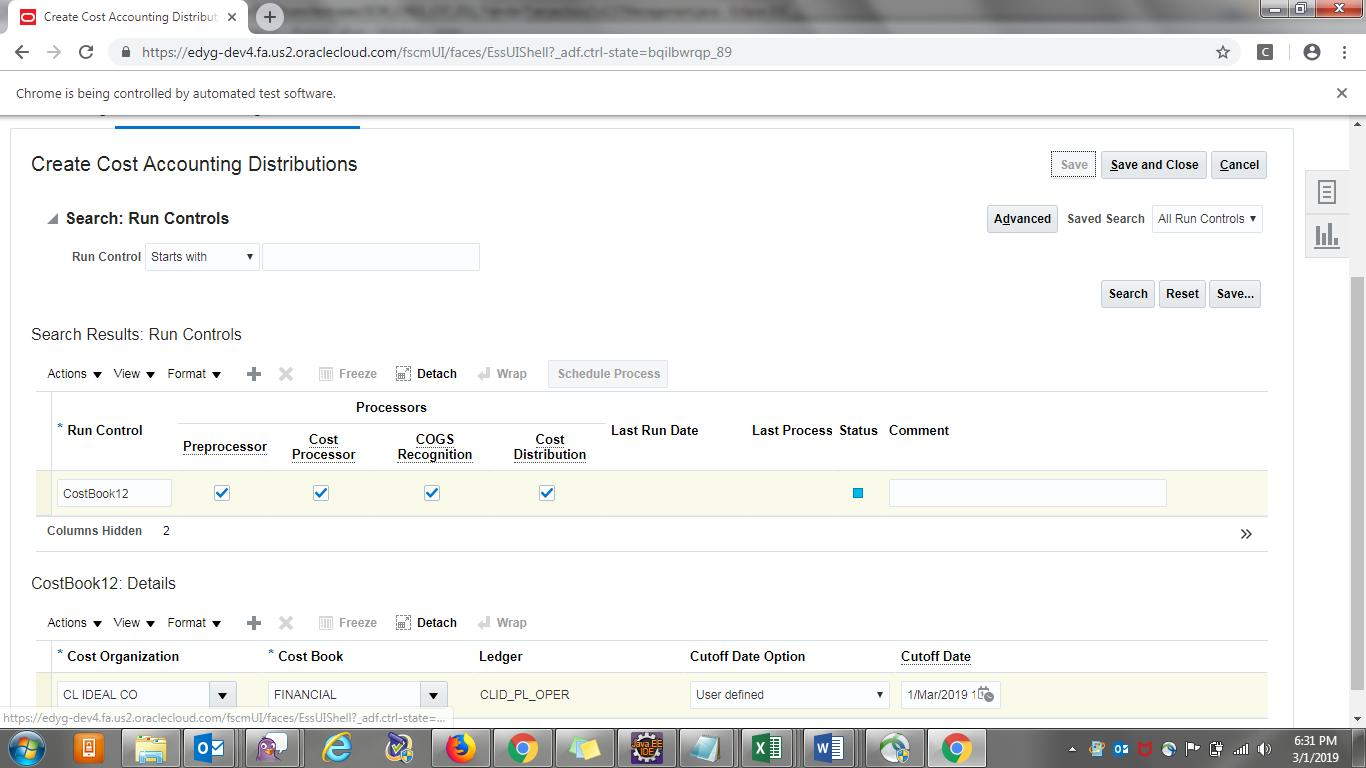 Create Cost Accounting Distribut
https://edyg-dev4.fa.us2.oraclecloud.com/fscmUI/faces/EssUIShell?_adf.ctrl-state=bqilbwrqp_89
C
Chrome is being controlled by automated test software.
Create Cost Accounting Distributions
Save Save and Close Cancel
Search: Run Controls
Advanced Saved Search All Run Controls
Run Control Starts with
Search Reset Save...
Search Results: Run Controls
Actions View Format Freeze Detach Wrap Schedule Process
Processors
* Run Control Preprocessor Cost Processor COGS Recognition Cost Distribution Last Run Date Last Process Status Comment
CostBook12
Columns Hidden 2
CostBook12: Details
Actions View Format Freeze Detach Wrap
* Cost Organization * Cost Book Ledger Cutoff Date Option Cutoff Date
CL IDEAL CO FINANCIAL CLID_PL_OPER User defined 1/Mar/2019 1
https://edyg-dev4.fa.us2.oraclecloud.com/fscmUI/faces/EssUIShell?_adf.ctrl-state=...
Java EE
IDE
6:31 PM
3/1/2019